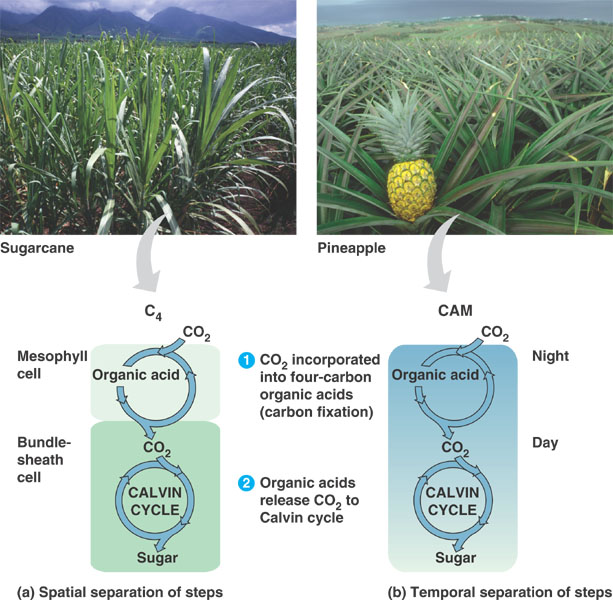 Sugarcane
Pineapple
C₄
CAM
CO₂
Mesophyll
cell
Organic acid
Bundle-
sheath
cell
CO₂
CALVIN
CYCLE
Sugar
1 CO₂ incorporated
into four-carbon
organic acids
(carbon fixation)
2 Organic acids
release CO₂ to
Calvin cycle
CO₂
Night
Organic acid
Day
CO₂
CALVIN
CYCLE
Sugar
(a) Spatial separation of steps
(b) Temporal separation of steps